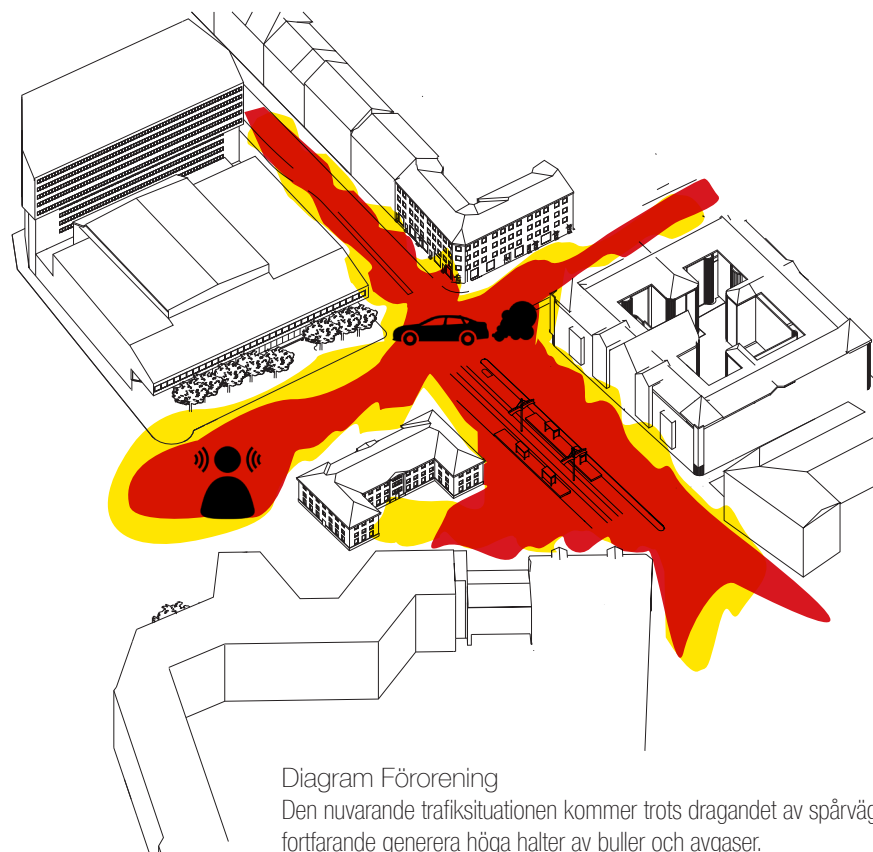 Diagram Förorening
Den nuvarande trafiksituationen kommer trots dragandet av spårväg
fortfarande generera höga halter av buller och avgaser.